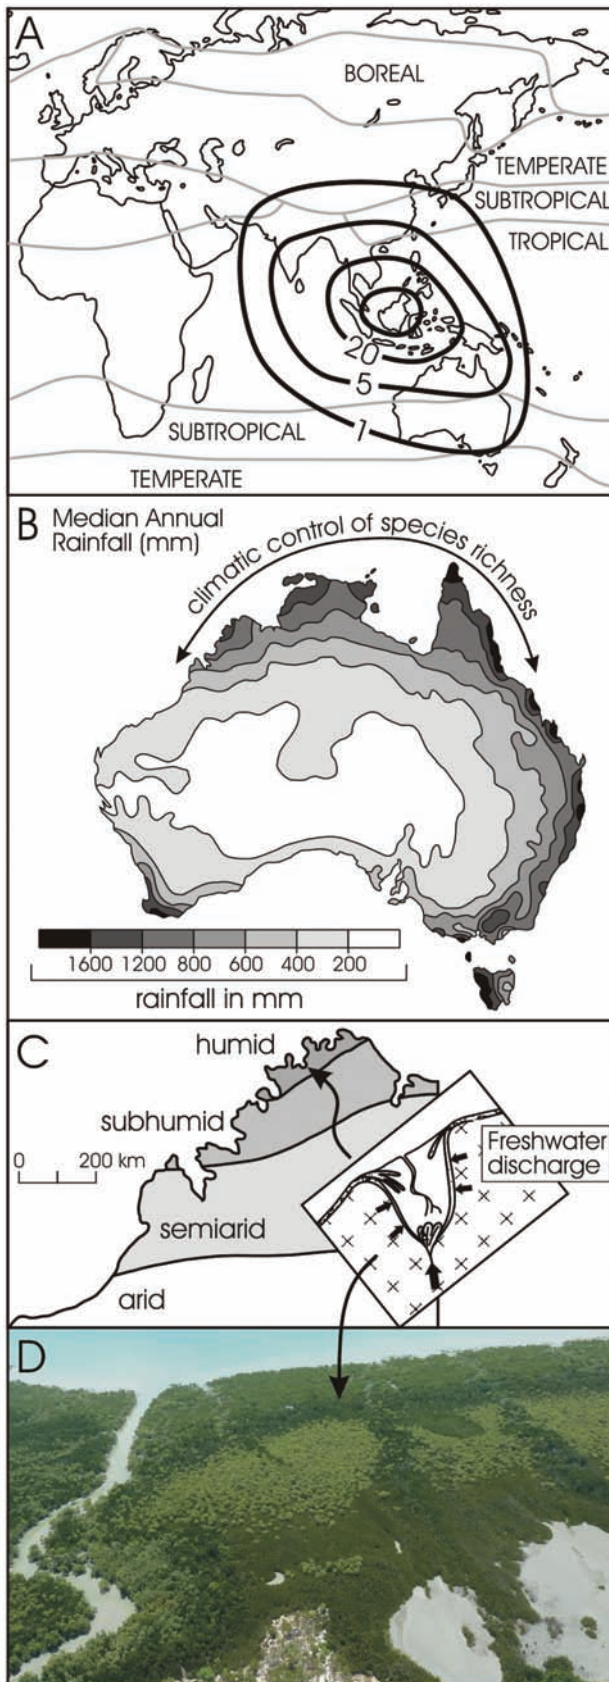 A
BOREAL
TEMPERATE
SUBTROPICAL
TROPICAL
20
5
1
SUBTROPICAL
TEMPERATE
B
Median Annual
Rainfall (mm)
climatic control of species richness
1600 1200 800 600 400 200
rainfall in mm
C
humid
subhumid
0 200 km
Freshwater
discharge
semiarid
arid
D